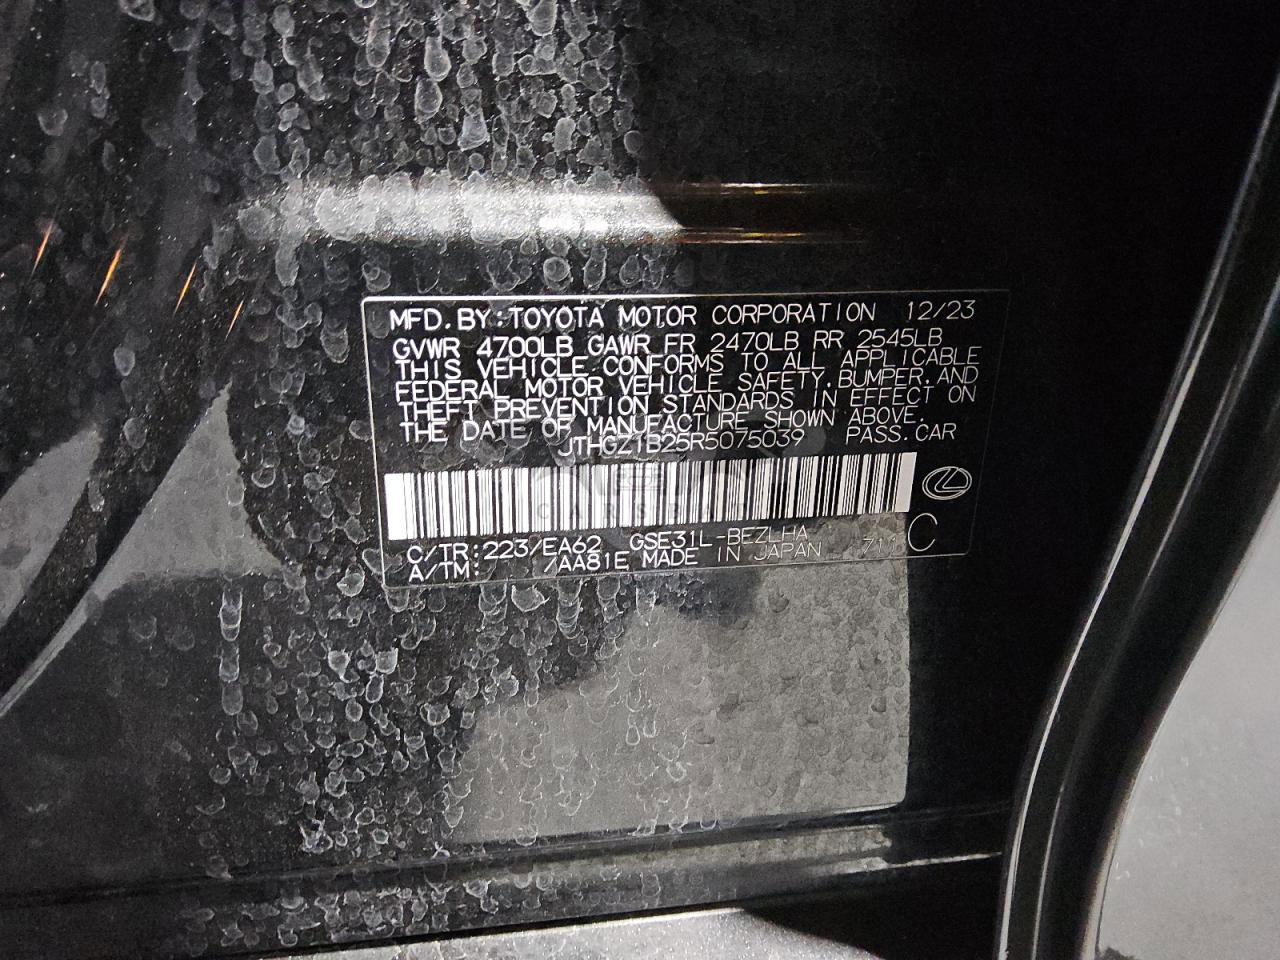 MFD. BY: TOYOTA MOTOR CORPORATION 12/23
GVWR 4700LB GAWR FR 2470LB RR 2545LB
THIS VEHICLE CONFORMS TO ALL APPLICABLE
FEDERAL MOTOR VEHICLE SAFETY, BUMPER, AND
THEFT PREVENTION STANDARDS IN EFFECT ON
THE DATE OF MANUFACTURE SHOWN ABOVE.
JTHGZ1B25R5075039 PASS. CAR
C/TR: 223/EA62 GSE31L-BEZLHA
A/TM: /AA81E MADE IN JAPAN 711 C